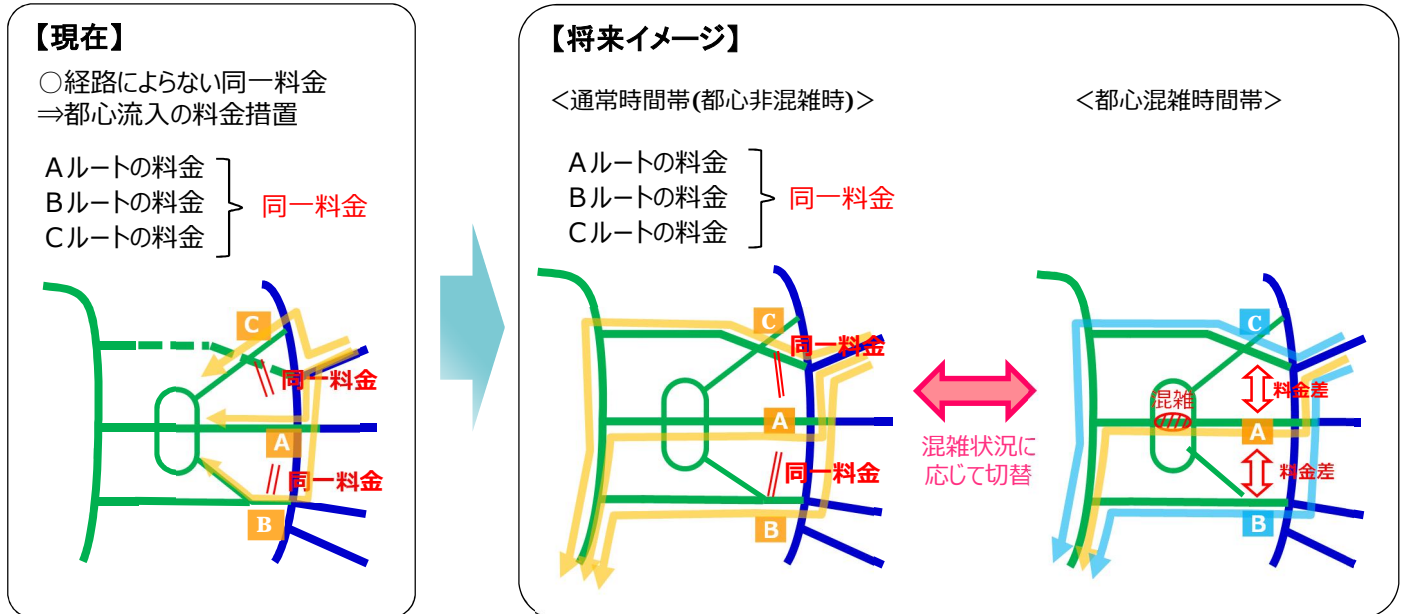 【現在】
○経路によらない同一料金
⇒都心流入の料金措置
Aルートの料金
Bルートの料金
Cルートの料金
同一料金
C
同一料金
A
同一料金
B
【将来イメージ】
<通常時間帯(都心非混雑時)>
Aルートの料金
Bルートの料金
Cルートの料金
同一料金
C
同一料金
A
同一料金
B
混雑状況に
応じて切替
<都心混雑時間帯>
C
料金差
混雑
A
料金差
B